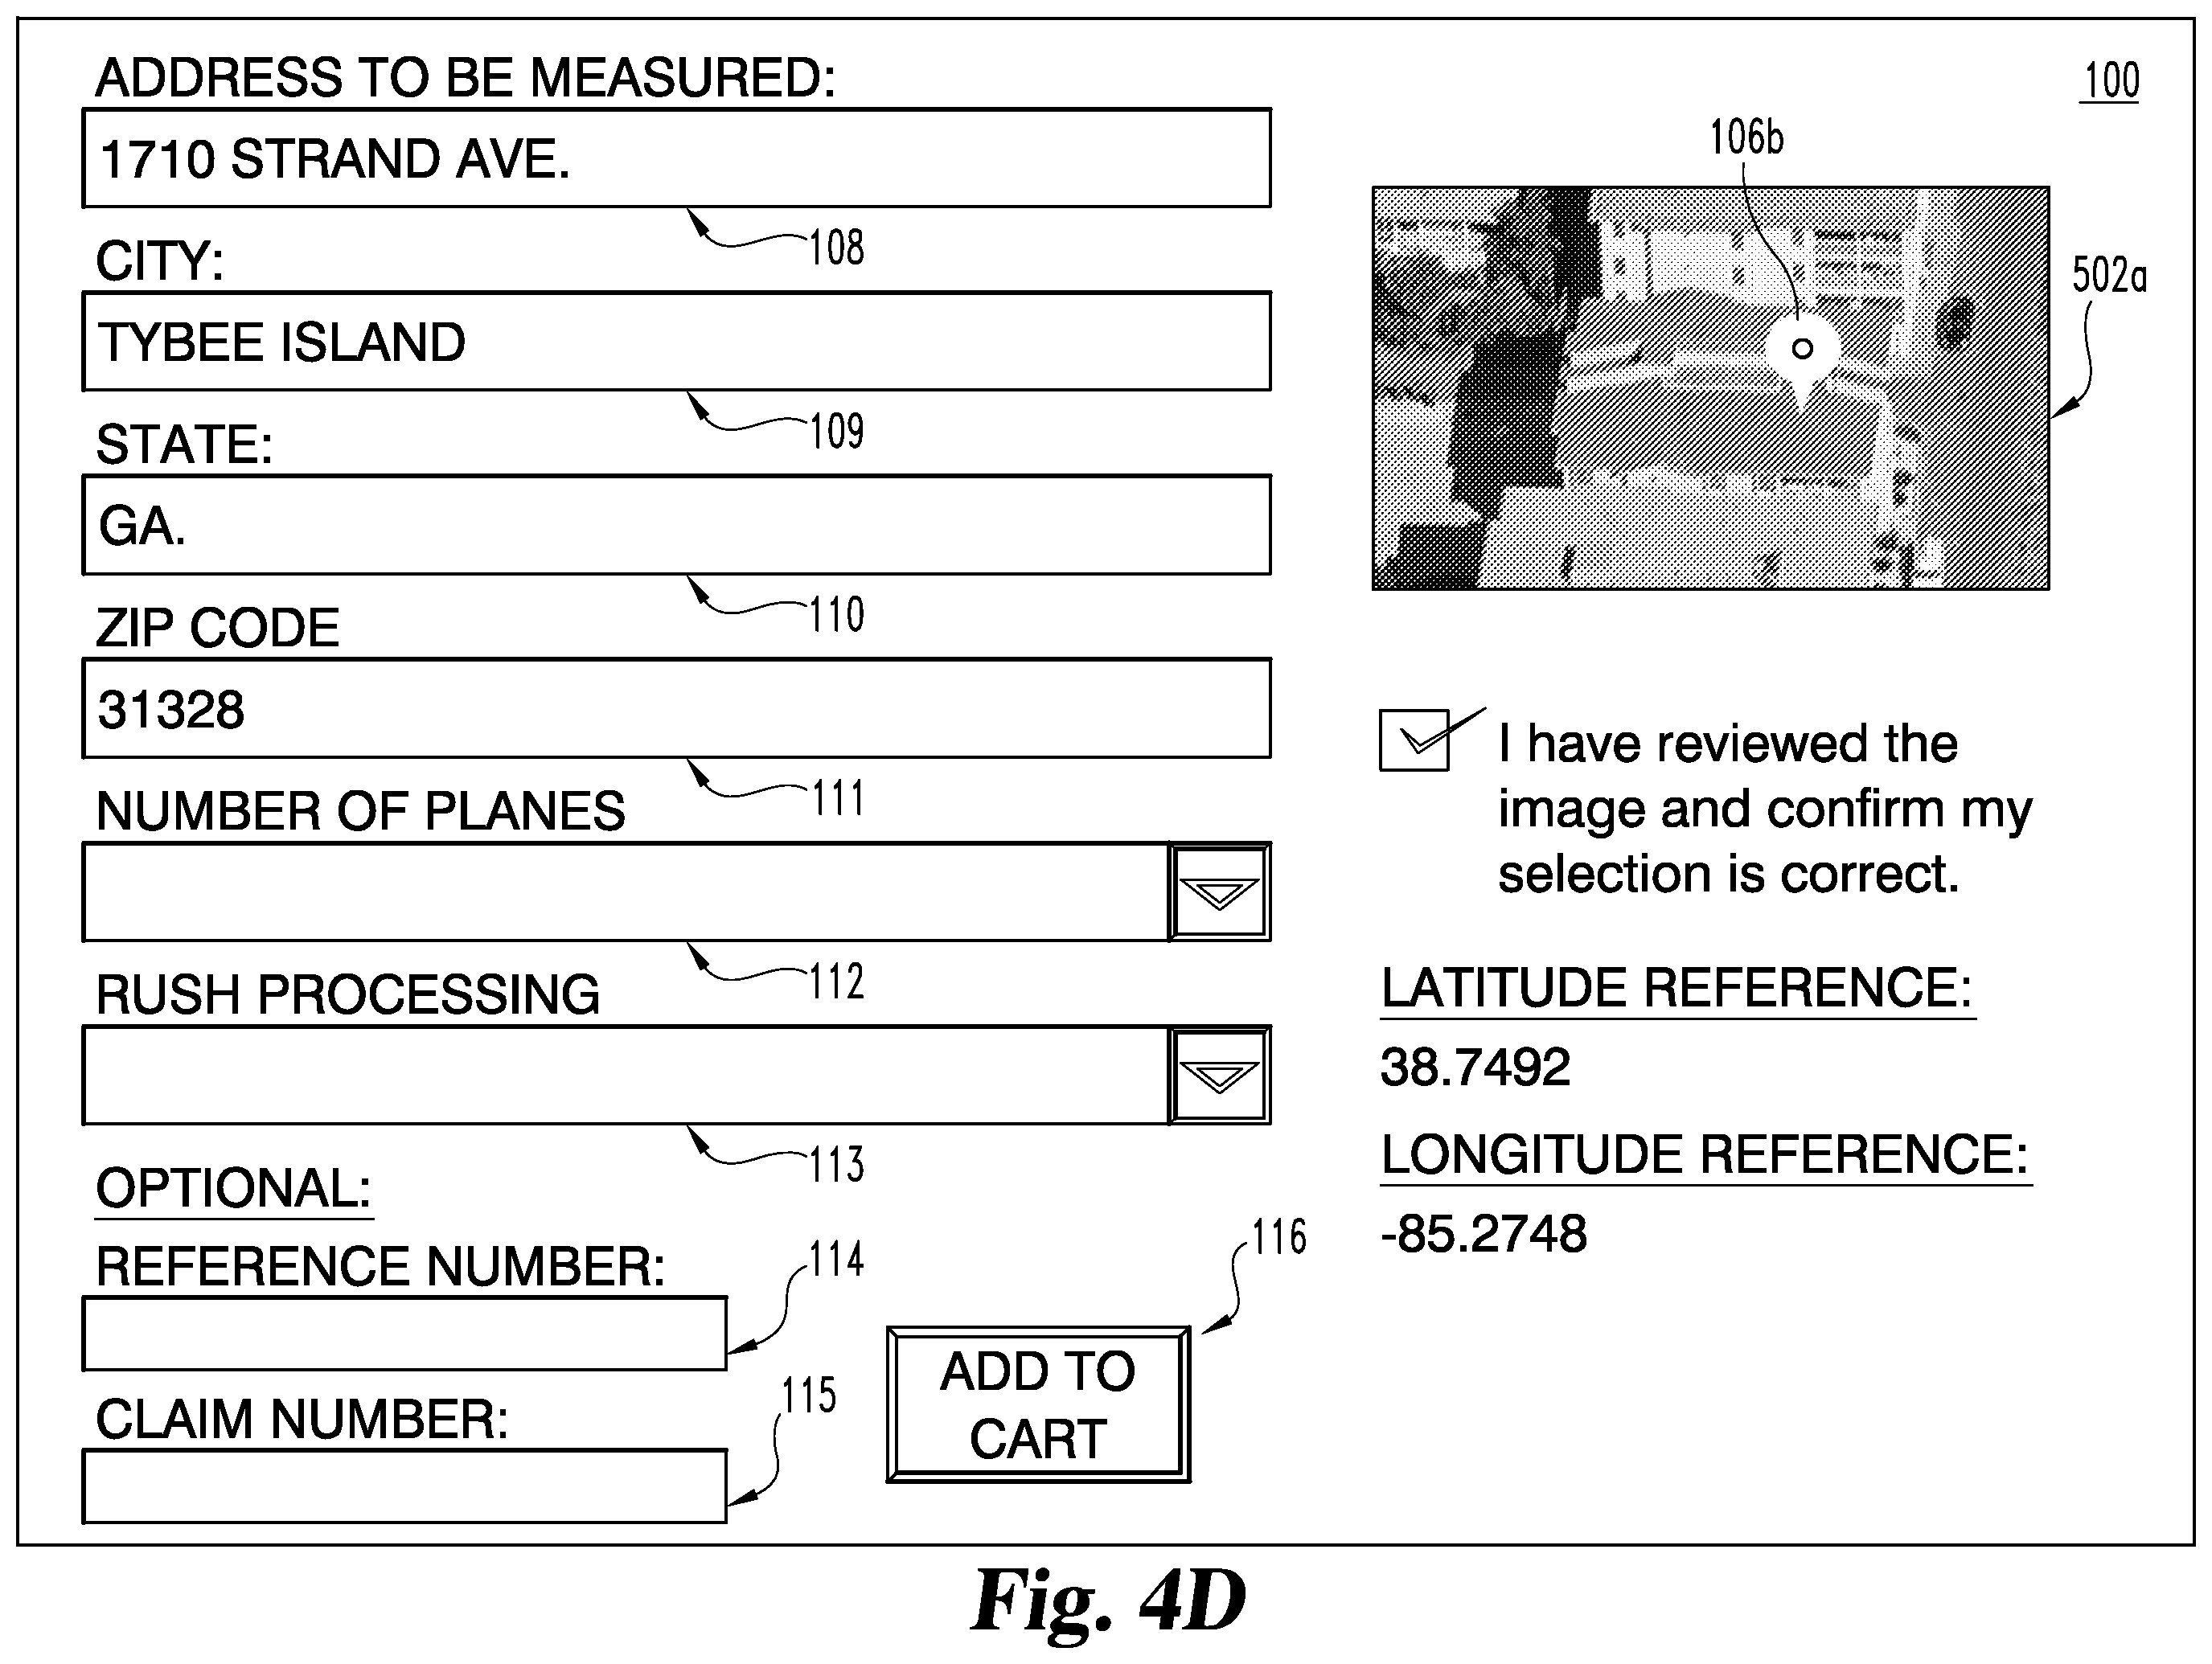 ADDRESS TO BE MEASURED:
100
1710 STRAND AVE.
106b
108
CITY:
502a
TYBEE ISLAND
109
STATE:
GA.
110
ZIP CODE
31328
I have reviewed the
image and confirm my
selection is correct.
111
NUMBER OF PLANES
112
RUSH PROCESSING
LATITUDE REFERENCE:
38.7492
113
LONGITUDE REFERENCE:
-85.2748
OPTIONAL:
REFERENCE NUMBER:
114
116
CLAIM NUMBER:
115
ADD TO
CART
Fig. 4D